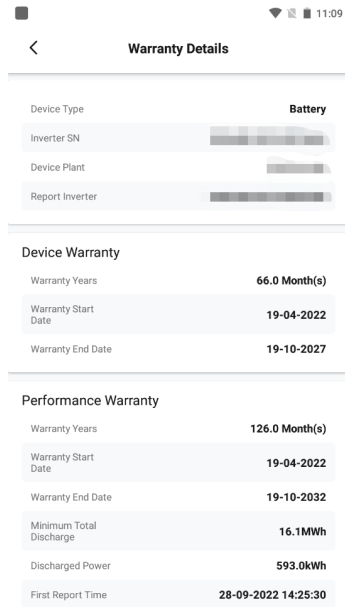 11:09
Warranty Details
Device Type Battery
Inverter SN
Device Plant
Report Inverter
Device Warranty
Warranty Years 66.0 Month(s)
Warranty Start
Date 19-04-2022
Warranty End Date 19-10-2027
Performance Warranty
Warranty Years 126.0 Month(s)
Warranty Start
Date 19-04-2022
Warranty End Date 19-10-2032
Minimum Total
Discharge 16.1MWh
Discharged Power 593.0kWh
First Report Time 28-09-2022 14:25:30